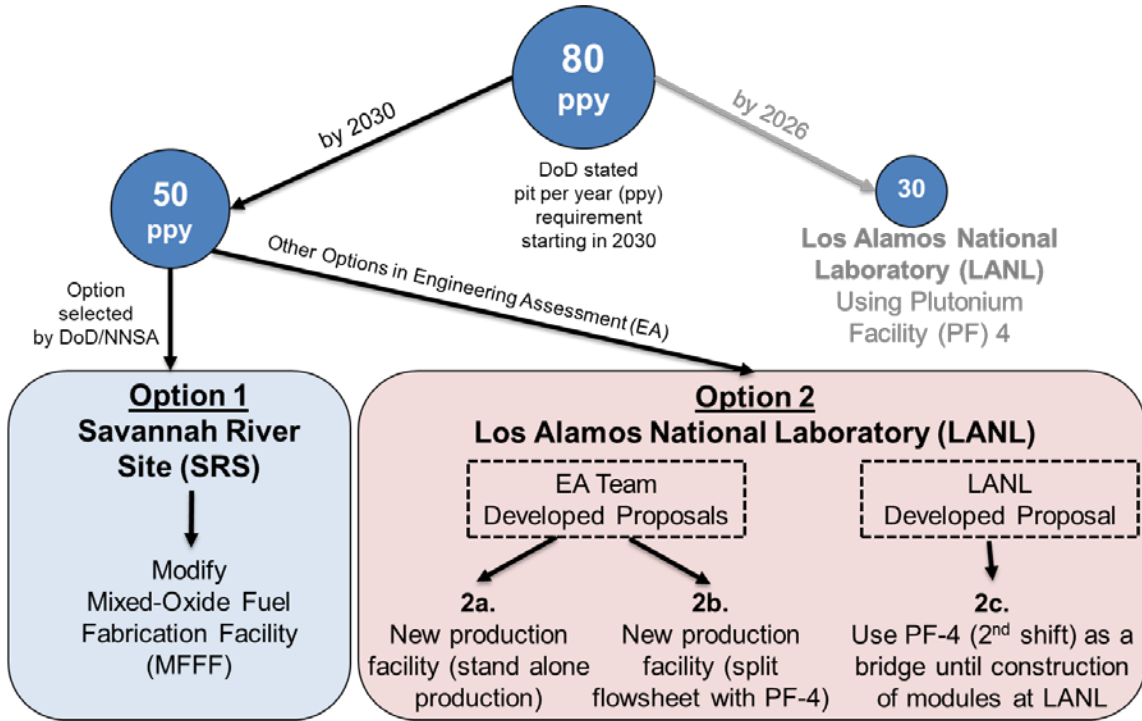 80
ppy
by 2030
by 2026
DoD stated
pit per year (ppy)
requirement
starting in 2030
50
ppy
30
Los Alamos National
Laboratory (LANL)
Using Plutonium
Facility (PF) 4
Other Options in Engineering Assessment (EA)
Option
selected
by DoD/NNSA
Option 1
Savannah River
Site (SRS)
Modify
Mixed-Oxide Fuel
Fabrication Facility
(MFFF)
Option 2
Los Alamos National Laboratory (LANL)
EA Team
Developed Proposals
LANL
Developed Proposal
2a.
New production
facility (stand alone
production)
2b.
New production
facility (split
flowsheet with PF-4)
2c.
Use PF-4 (2nd shift) as a
bridge until construction
of modules at LANL